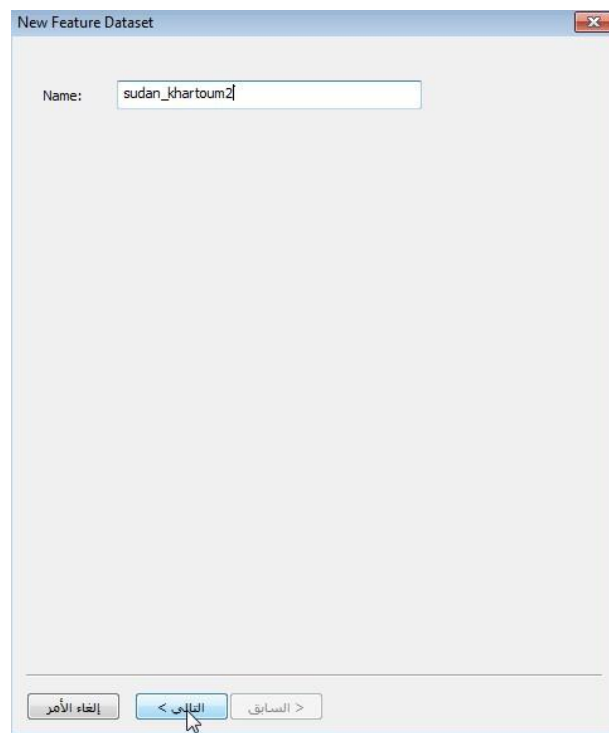 New Feature Dataset
Name: sudan_khartoum2
إلغاء الأمر التالي > < السابق